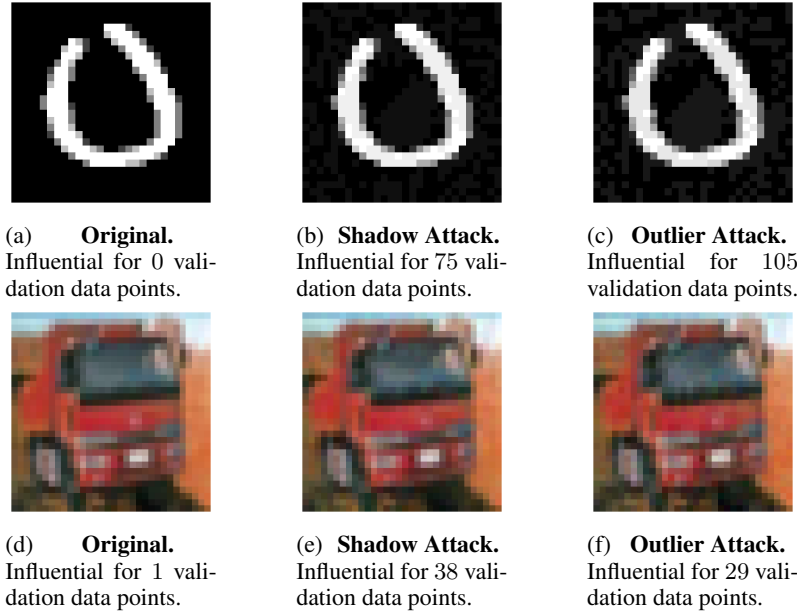 (a) Original.
Influential for 0 vali-
dation data points.
(b) Shadow Attack.
Influential for 75 vali-
dation data points.
(c) Outlier Attack.
Influential for 105
validation data points.
(d) Original.
Influential for 1 vali-
dation data points.
(e) Shadow Attack.
Influential for 38 vali-
dation data points.
(f) Outlier Attack.
Influential for 29 vali-
dation data points.